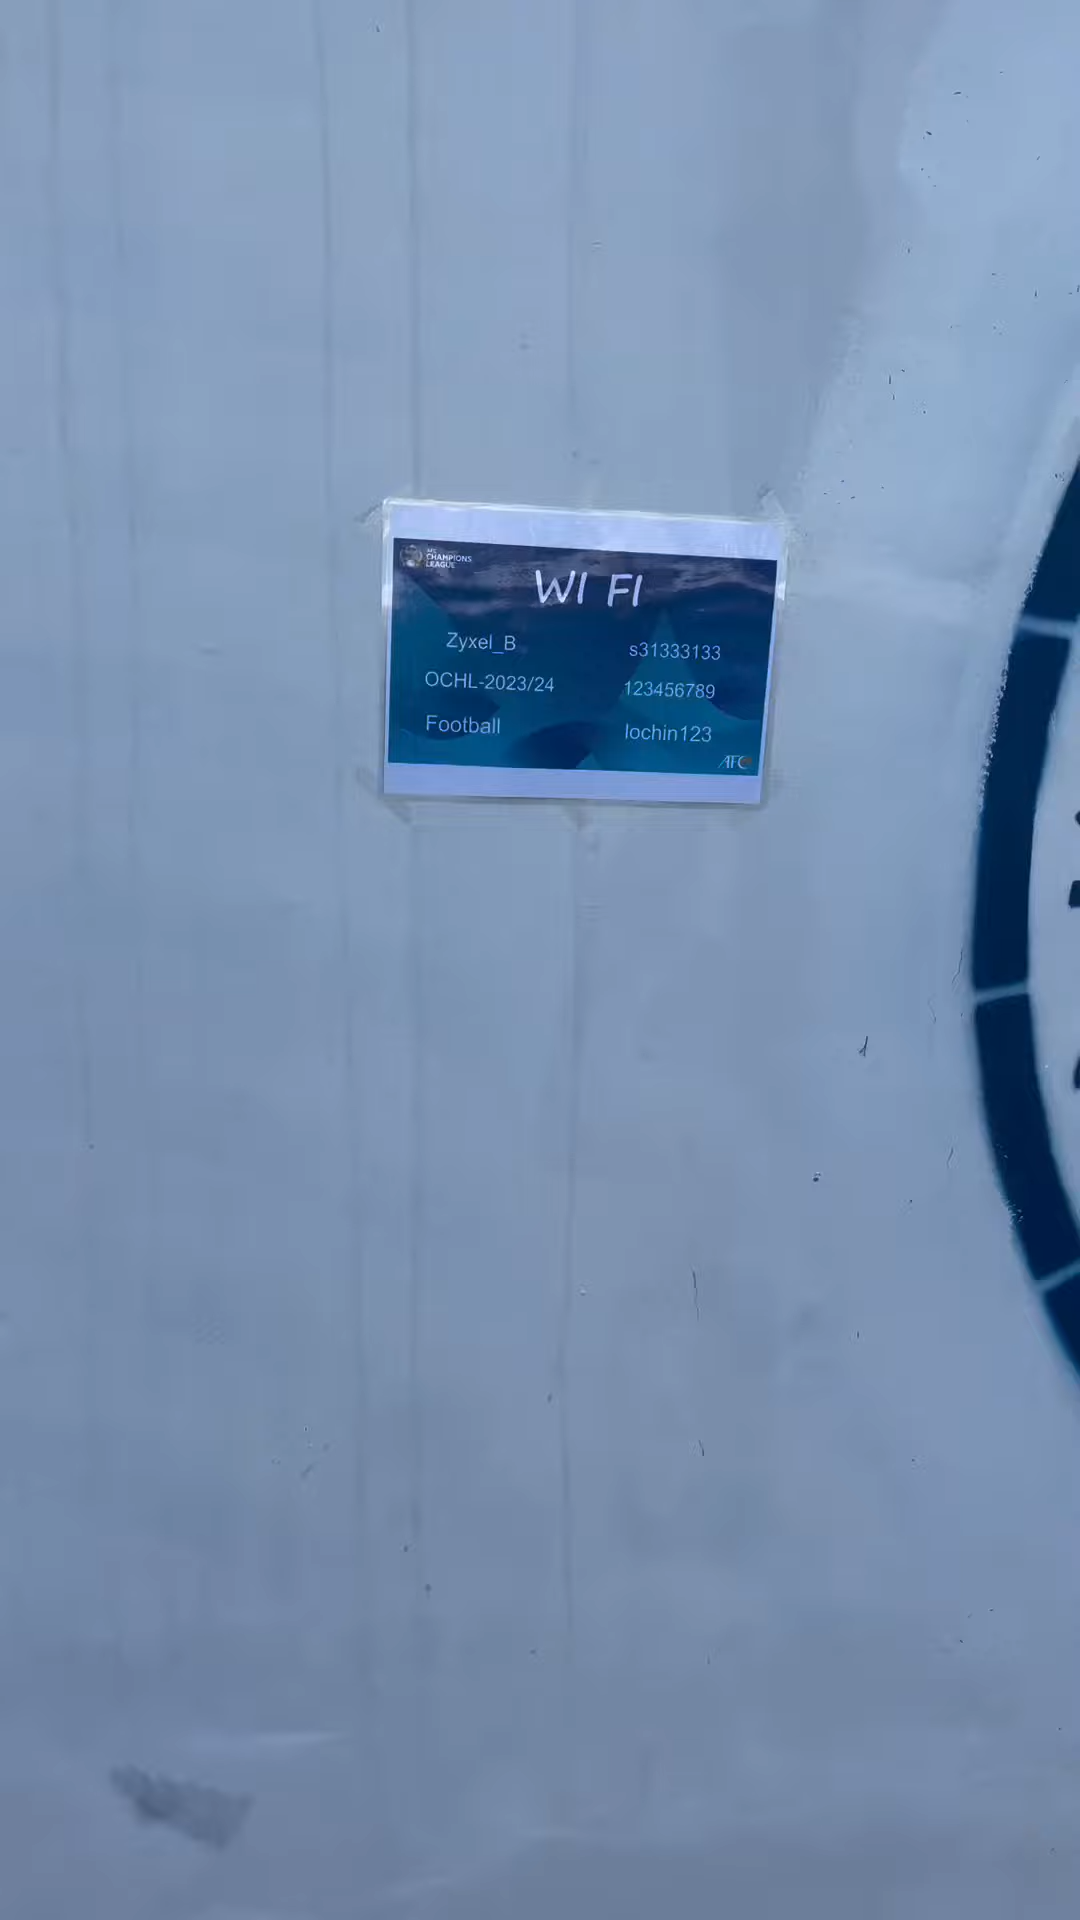 AFC
CHAMPIONS
LEAGUE
WI FI
Zyxel_B s31333133
OCHL-2023/24 123456789
Football lochin123
AFC